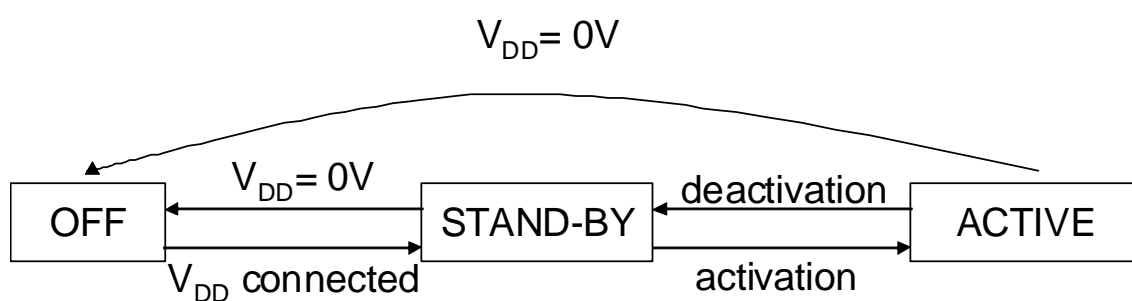 V_DD = 0V
V_DD = 0V
deactivation
OFF
STAND-BY
ACTIVE
V_DD connected
activation